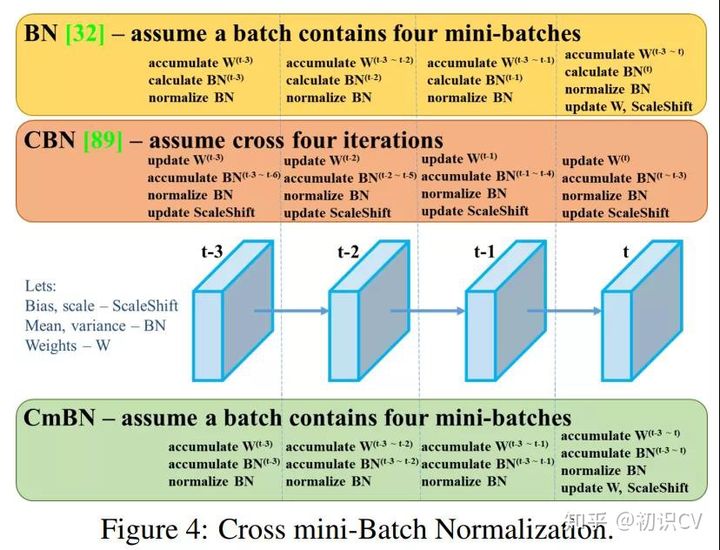 BN [32] – assume a batch contains four mini-batches
accumulate W(t-3)
calculate BN(t-3)
normalize BN
accumulate W(t-3 ~ t-2)
calculate BN(t-2)
normalize BN
accumulate W(t-3 ~ t-1)
calculate BN(t-1)
normalize BN
accumulate W(t-3 ~ t)
calculate BN(t)
normalize BN
update W, ScaleShift
CBN [89] – assume cross four iterations
update W(t-3)
accumulate BN(t-3 ~ t-6)
normalize BN
update ScaleShift
update W(t-2)
accumulate BN(t-2 ~ t-5)
normalize BN
update ScaleShift
update W(t-1)
accumulate BN(t-1 ~ t-4)
normalize BN
update ScaleShift
update W(t)
accumulate BN(t ~ t-3)
normalize BN
update ScaleShift
t-3
t-2
t-1
t
Lets:
Bias, scale – ScaleShift
Mean, variance – BN
Weights – W
CmBN – assume a batch contains four mini-batches
accumulate W(t-3)
accumulate BN(t-3)
normalize BN
accumulate W(t-3 ~ t-2)
accumulate BN(t-3 ~ t-2)
normalize BN
accumulate W(t-3 ~ t-1)
accumulate BN(t-3 ~ t-1)
normalize BN
accumulate W(t-3 ~ t)
accumulate BN(t-3 ~ t)
normalize BN
update W, ScaleShift
Figure 4: Cross mini-Batch Normalization.
知乎 @初识CV